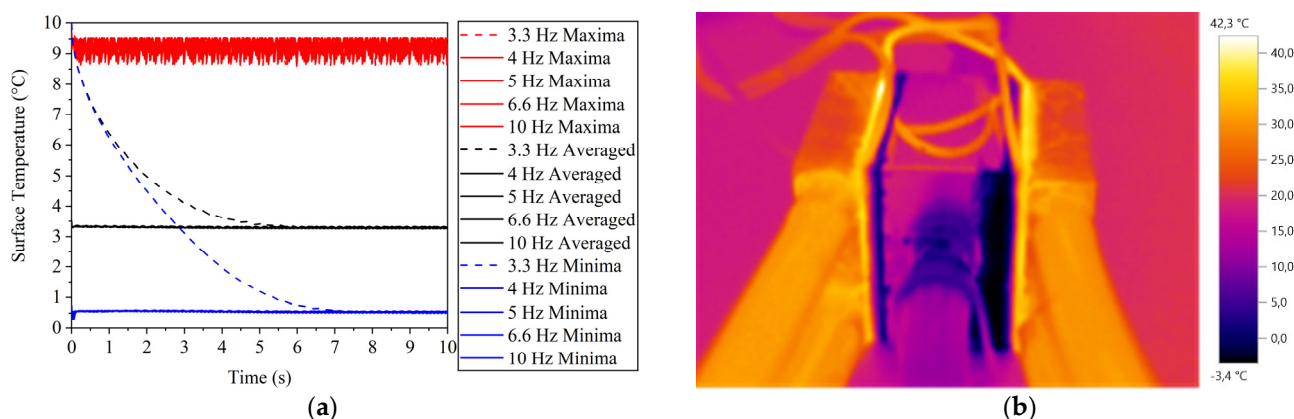 10
9
8
7
6
5
4
3
2
1
0
Surface Temperature (°C)
0 1 2 3 4 5 6 7 8 9 10
Time (s)
3.3 Hz Maxima
4 Hz Maxima
5 Hz Maxima
6.6 Hz Maxima
10 Hz Maxima
3.3 Hz Averaged
4 Hz Averaged
5 Hz Averaged
6.6 Hz Averaged
10 Hz Averaged
3.3 Hz Minima
4 Hz Minima
5 Hz Minima
6.6 Hz Minima
10 Hz Minima
(a)
42,3 °C
40,0
35,0
30,0
25,0
20,0
15,0
10,0
5,0
0,0
-3,4 °C
(b)